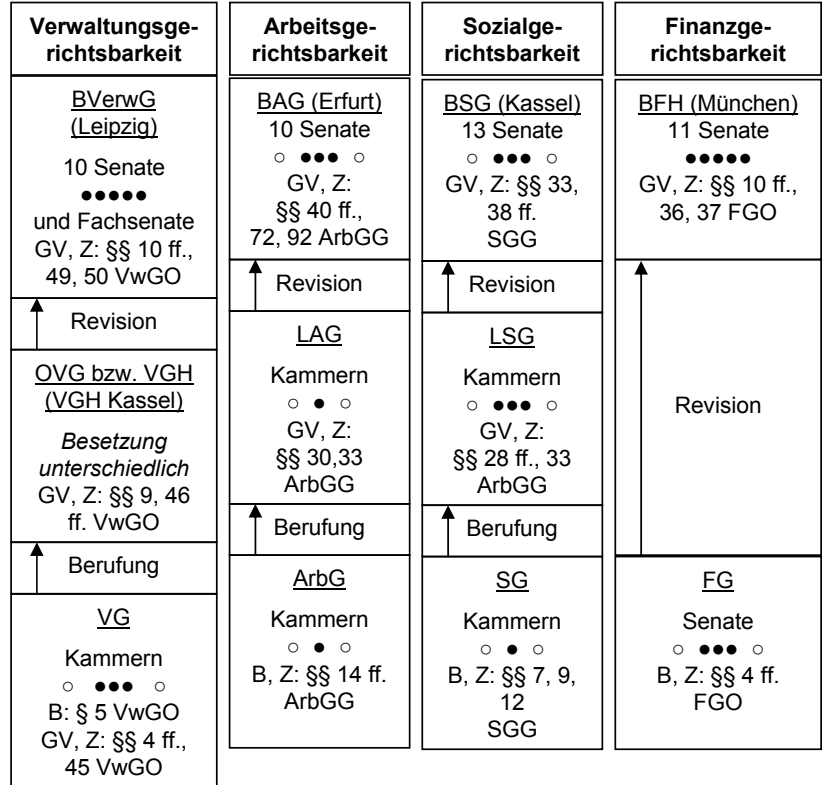 Verwaltungsge-
richtsbarkeit
BVerwG
(Leipzig)
10 Senate
●●●●●
und Fachsenate
GV, Z: §§ 10 ff.,
49, 50 VwGO
Revision
OVG bzw. VGH
(VGH Kassel)
Besetzung
unterschiedlich
GV, Z: §§ 9, 46
ff. VwGO
Berufung
VG
Kammern
○ ●●● ○
B: § 5 VwGO
GV, Z: §§ 4 ff.,
45 VwGO
Arbeitsge-
richtsbarkeit
BAG (Erfurt)
10 Senate
○ ●●● ○
GV, Z:
§§ 40 ff.,
72, 92 ArbGG
Revision
LAG
Kammern
○ ● ○
GV, Z:
§§ 30,33
ArbGG
Berufung
ArbG
Kammern
○ ● ○
B, Z: §§ 14 ff.
ArbGG
Sozialge-
richtsbarkeit
BSG (Kassel)
13 Senate
○ ●●● ○
GV, Z: §§ 33,
38 ff.
SGG
Revision
LSG
Kammern
○ ●●● ○
GV, Z:
§§ 28 ff., 33
ArbGG
Berufung
SG
Kammern
○ ● ○
B, Z: §§ 7, 9,
12
SGG
Finanzge-
richtsbarkeit
BFH (München)
11 Senate
●●●●●
GV, Z: §§ 10 ff.,
36, 37 FGO
Revision
FG
Senate
○ ●●● ○
B, Z: §§ 4 ff.
FGO